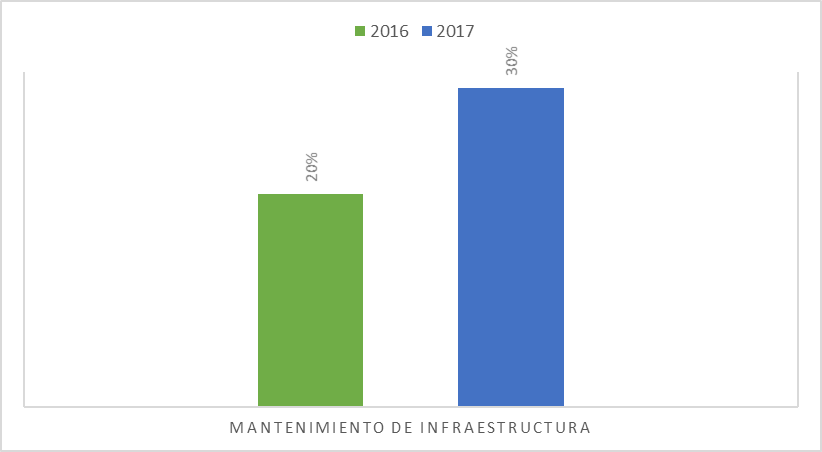 2016 2017
30%
20%
MANTENIMIENTO DE INFRAESTRUCTURA